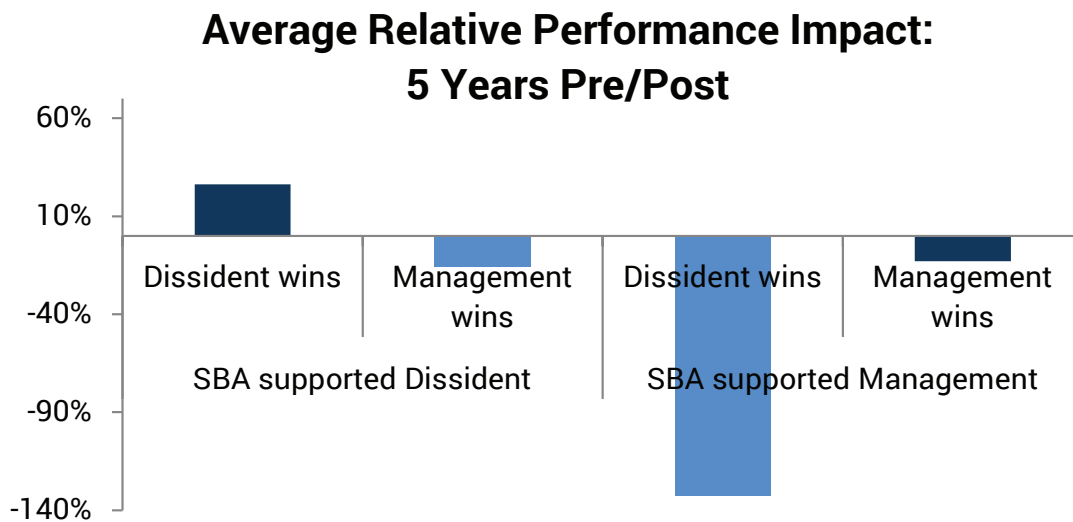 Average Relative Performance Impact:
5 Years Pre/Post
60%
10%
-40%
-90%
-140%
Dissident wins
Management
wins
Dissident wins
Management
wins
SBA supported Dissident
SBA supported Management